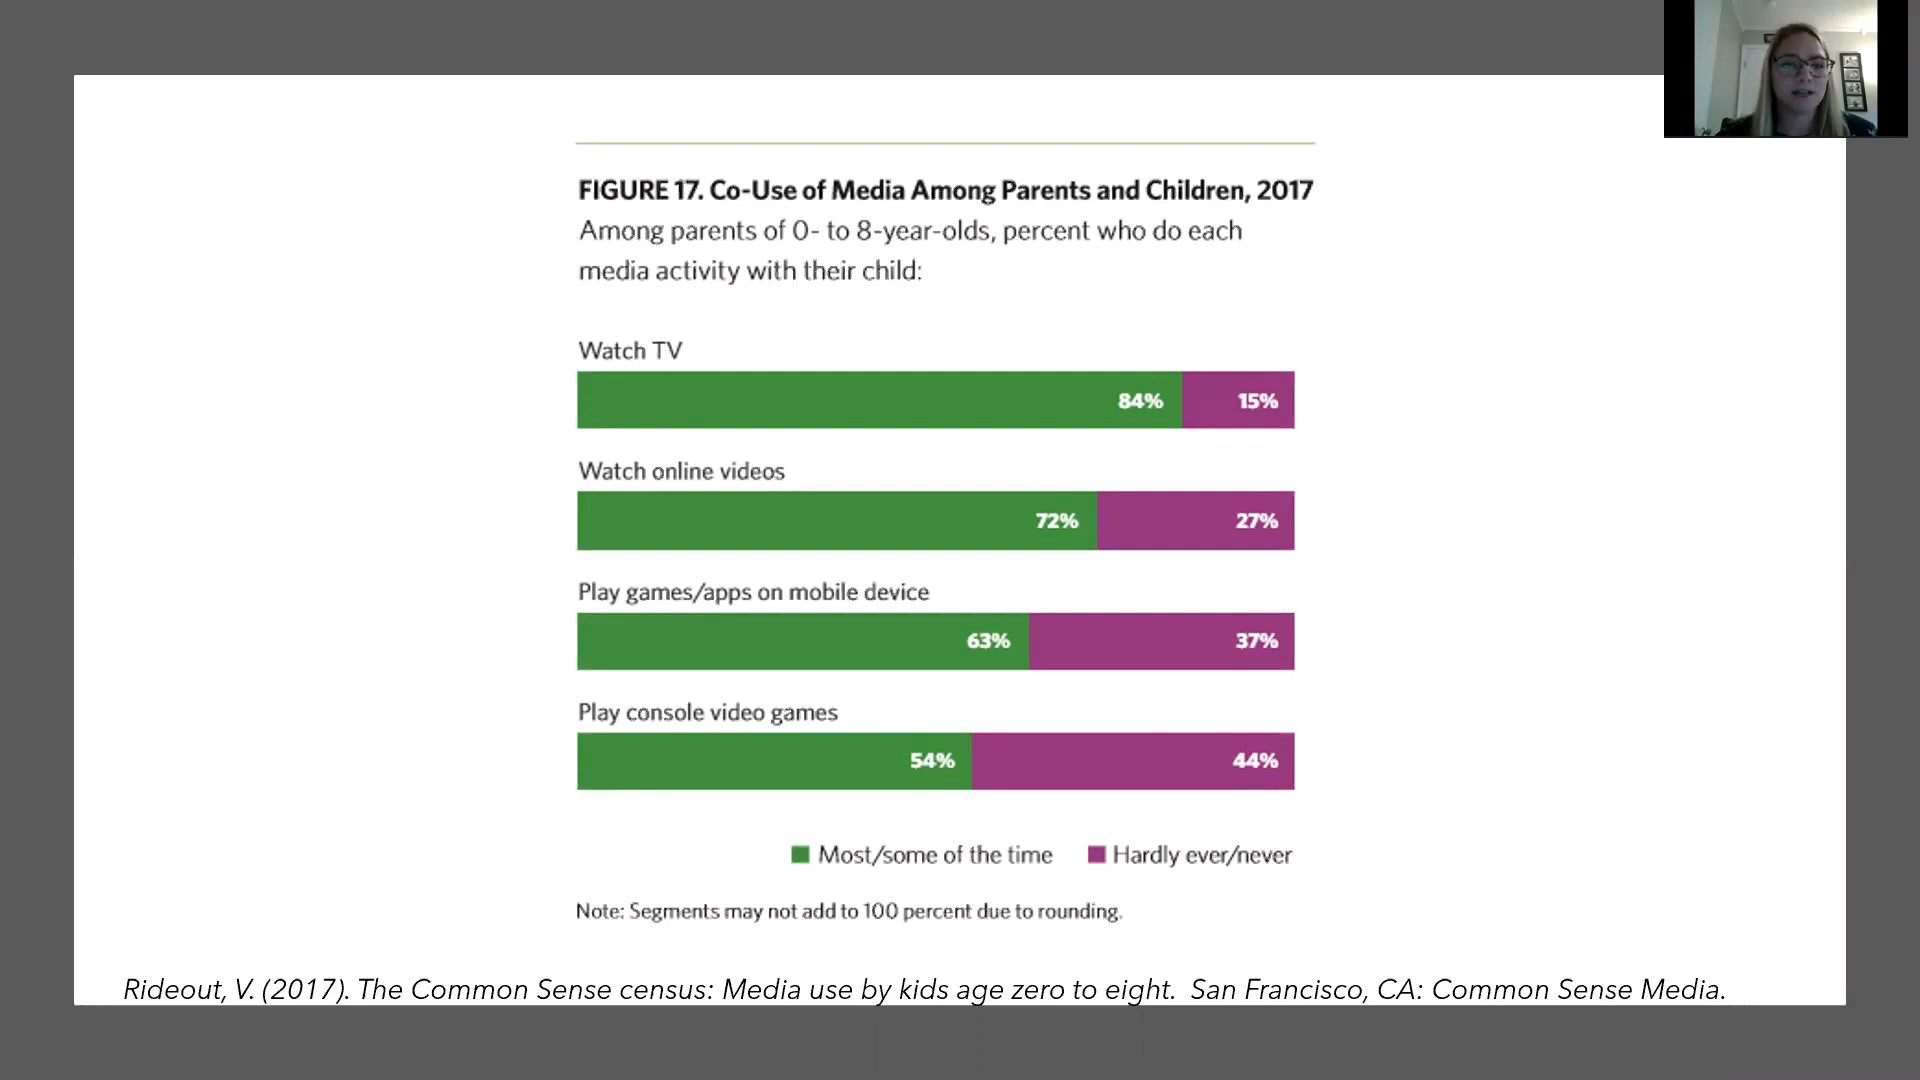 FIGURE 17. Co-Use of Media Among Parents and Children, 2017
Among parents of 0- to 8-year-olds, percent who do each
media activity with their child:
Watch TV
84% 15%
Watch online videos
72% 27%
Play games/apps on mobile device
63% 37%
Play console video games
54% 44%
Most/some of the time Hardly ever/never
Note: Segments may not add to 100 percent due to rounding.
Rideout, V. (2017). The Common Sense census: Media use by kids age zero to eight. San Francisco, CA: Common Sense Media.